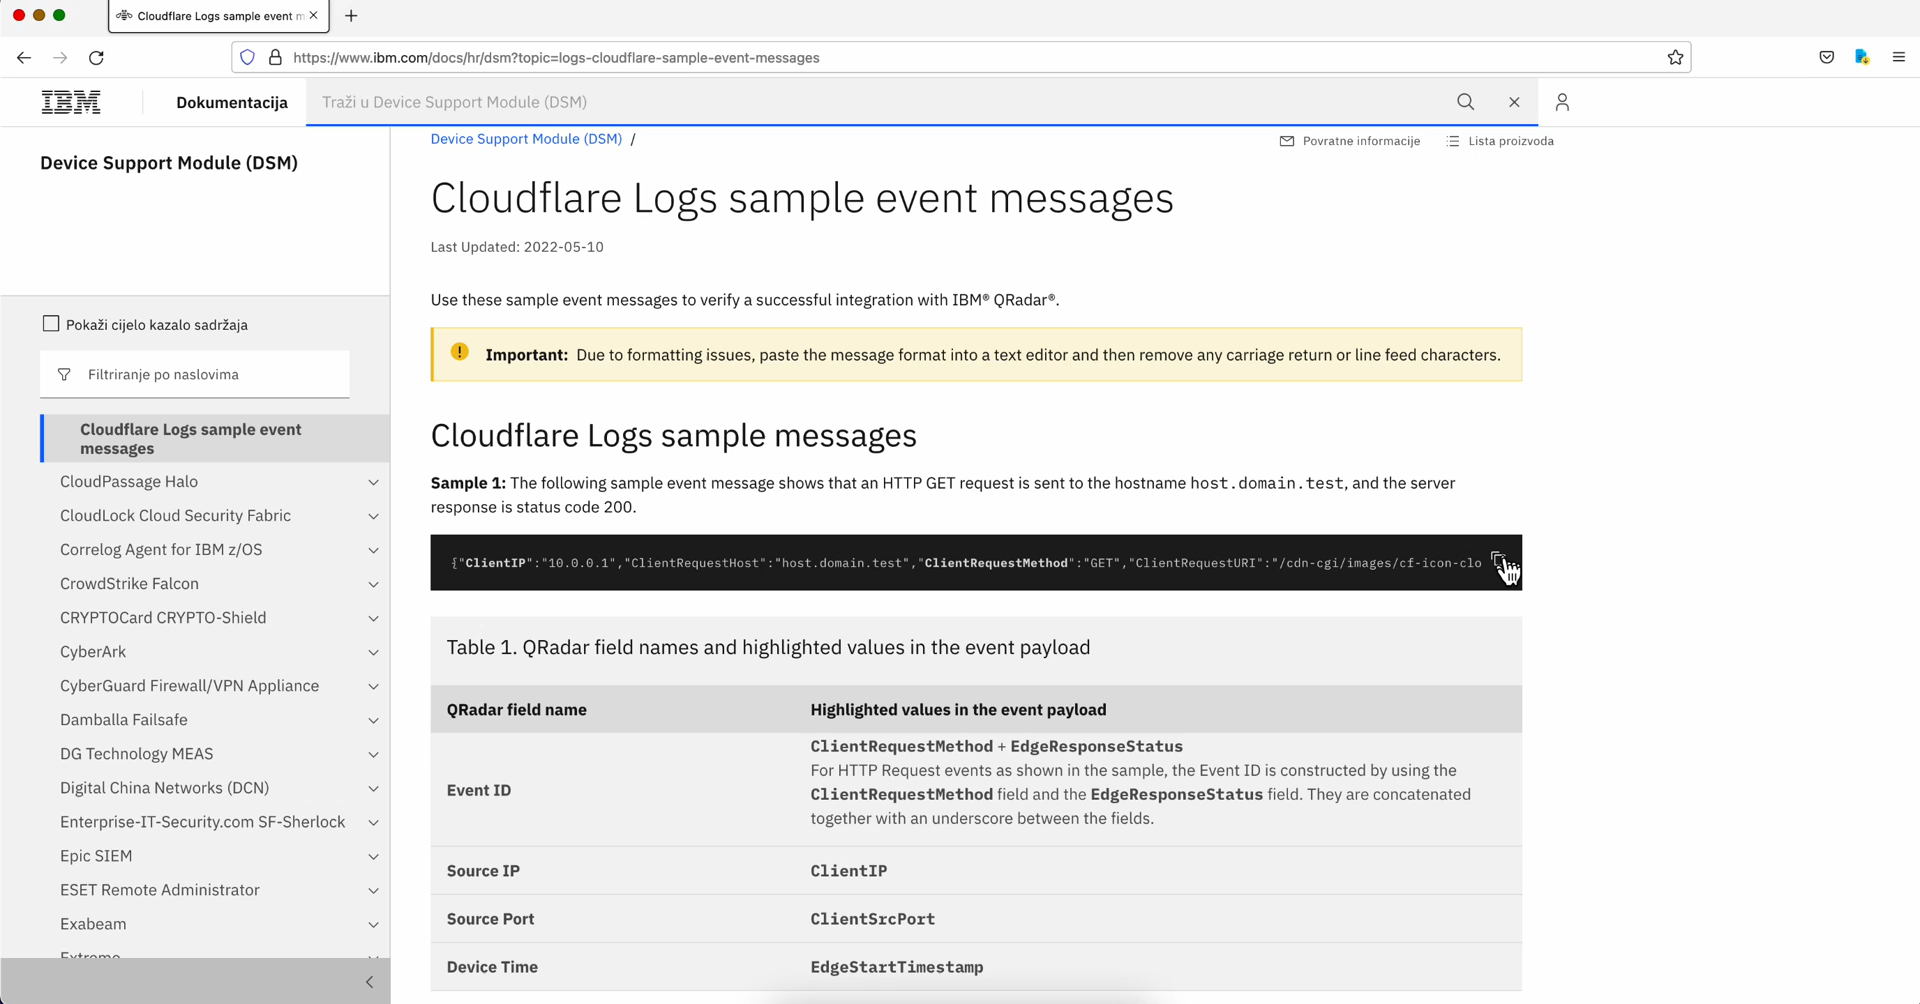 Cloudflare Logs sample event m
https://www.ibm.com/docs/hr/dsm?topic=logs-cloudflare-sample-event-messages
IBM
Dokumentacija
Traži u Device Support Module (DSM)
Device Support Module (DSM)
Device Support Module (DSM) /
Povratne informacije
Lista proizvoda
Cloudflare Logs sample event messages
Last Updated: 2022-05-10
Use these sample event messages to verify a successful integration with IBM® QRadar®.
Important: Due to formatting issues, paste the message format into a text editor and then remove any carriage return or line feed characters.
Pokaži cijelo kazalo sadržaja
Filtriranje po naslovima
Cloudflare Logs sample event
messages
CloudPassage Halo
CloudLock Cloud Security Fabric
Correlog Agent for IBM z/OS
CrowdStrike Falcon
CRYPTOCard CRYPTO-Shield
CyberArk
CyberGuard Firewall/VPN Appliance
Damballa Failsafe
DG Technology MEAS
Digital China Networks (DCN)
Enterprise-IT-Security.com SF-Sherlock
Epic SIEM
ESET Remote Administrator
Exabeam
Extreme
Cloudflare Logs sample messages
Sample 1: The following sample event message shows that an HTTP GET request is sent to the hostname host.domain.test, and the server
response is status code 200.
{"ClientIP":"10.0.0.1","ClientRequestHost":"host.domain.test","ClientRequestMethod":"GET","ClientRequestURI":"/cdn-cgi/images/cf-icon-clo
Table 1. QRadar field names and highlighted values in the event payload
QRadar field name
Highlighted values in the event payload
Event ID
ClientRequestMethod + EdgeResponseStatus
For HTTP Request events as shown in the sample, the Event ID is constructed by using the
ClientRequestMethod field and the EdgeResponseStatus field. They are concatenated
together with an underscore between the fields.
Source IP
ClientIP
Source Port
ClientSrcPort
Device Time
EdgeStartTimestamp